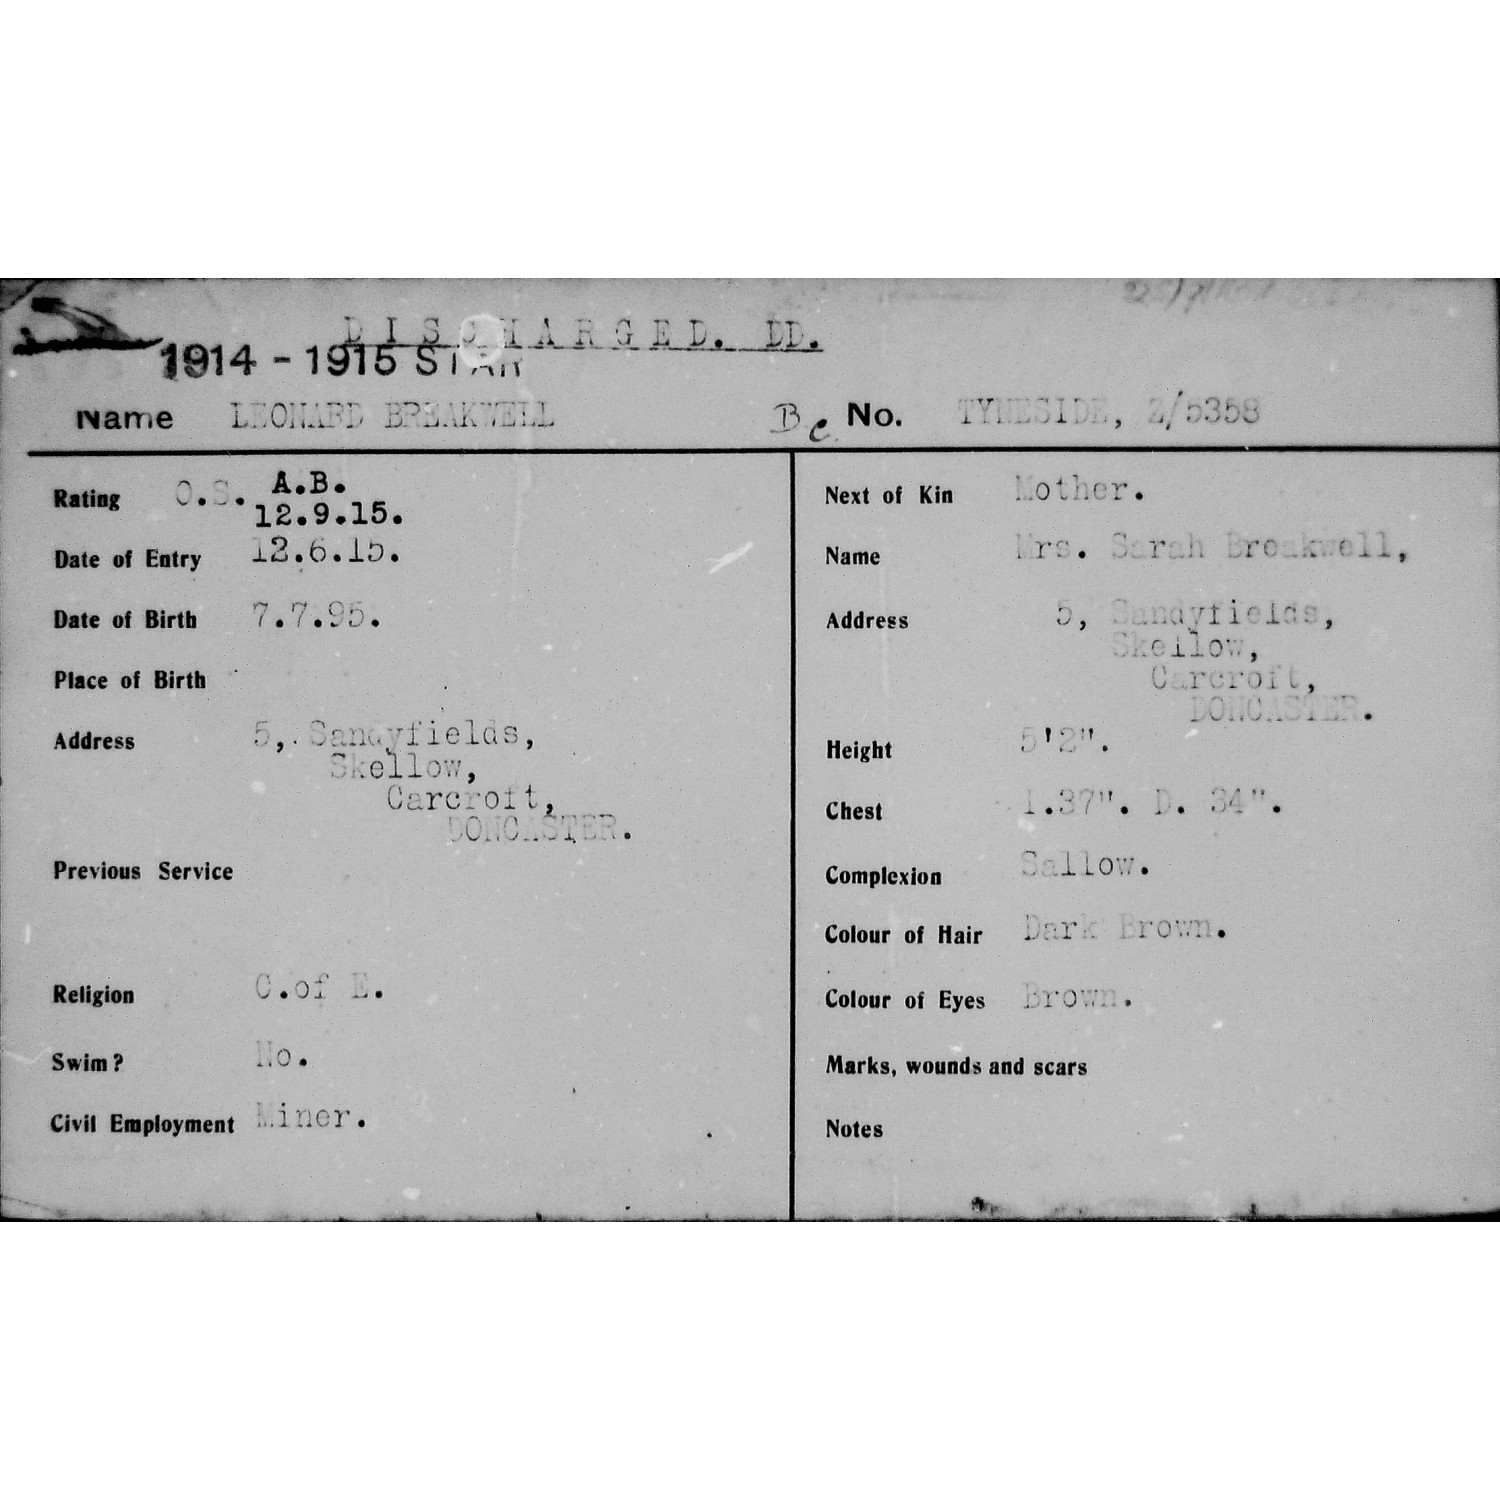 DISCHARGED. DD.
1914 - 1915 STAR
Name LEONARD BREAKWELL Bc No. TYNESIDE, Z/5358
Rating O.S. A.B.
12.9.15.
Date of Entry 12.6.15.
Date of Birth 7.7.95.
Place of Birth
Address 5, Sandyfields,
Skellow,
Carcroft,
DONCASTER.
Previous Service
Religion C.of E.
Swim? No.
Civil Employment Miner.
Next of Kin Mother.
Name Mrs. Sarah Breakwell,
Address 5, Sandyfields,
Skellow,
Carcroft,
DONCASTER.
Height 5'2".
Chest 1.37". D. 34".
Complexion Sallow.
Colour of Hair Dark Brown.
Colour of Eyes Brown.
Marks, wounds and scars
Notes